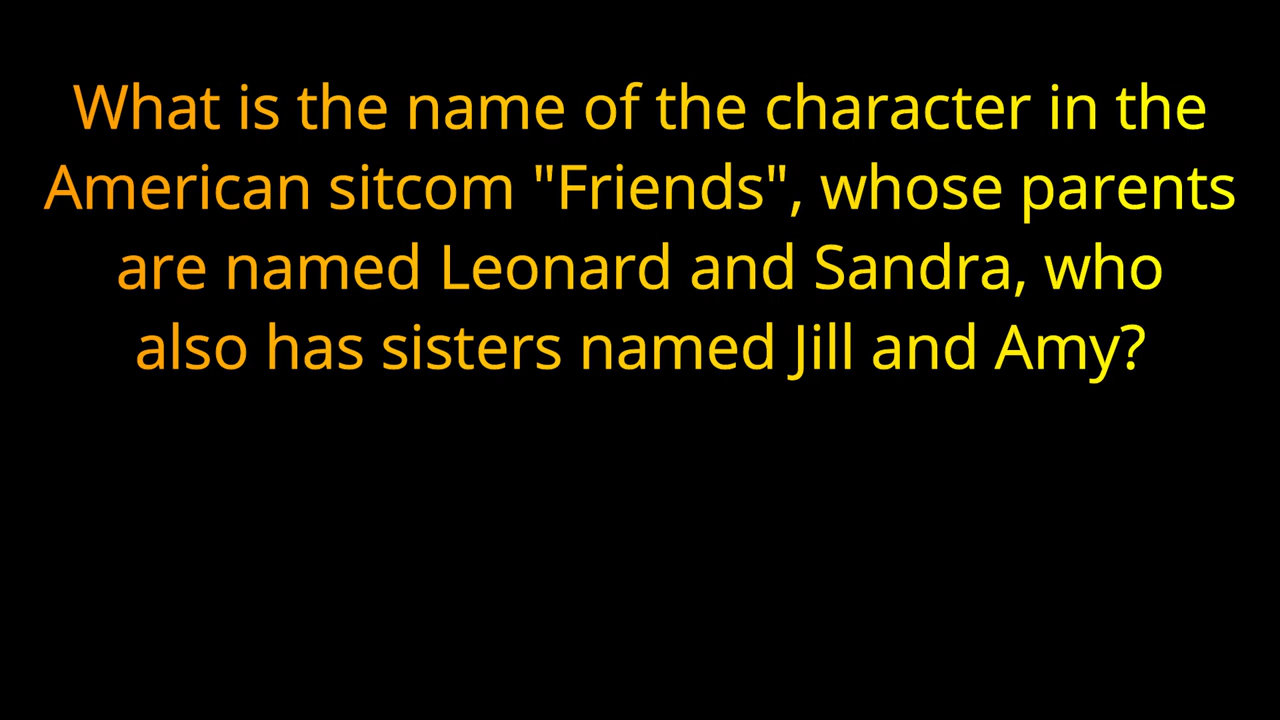 What is the name of the character in the
American sitcom "Friends", whose parents
are named Leonard and Sandra, who
also has sisters named Jill and Amy?